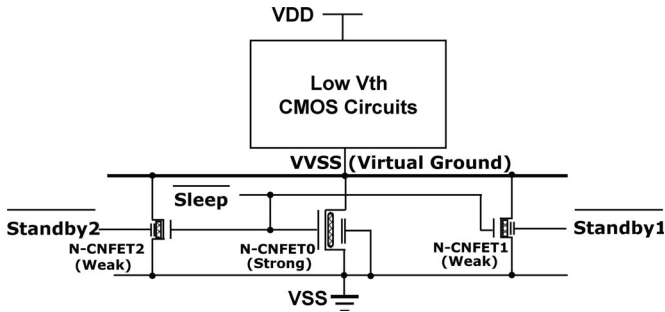 VDD
Low Vth
CMOS Circuits
VVSS (Virtual Ground)
Sleep
Standby2
Standby1
N-CNFET2
(Weak)
N-CNFET0
(Strong)
N-CNFET1
(Weak)
VSS